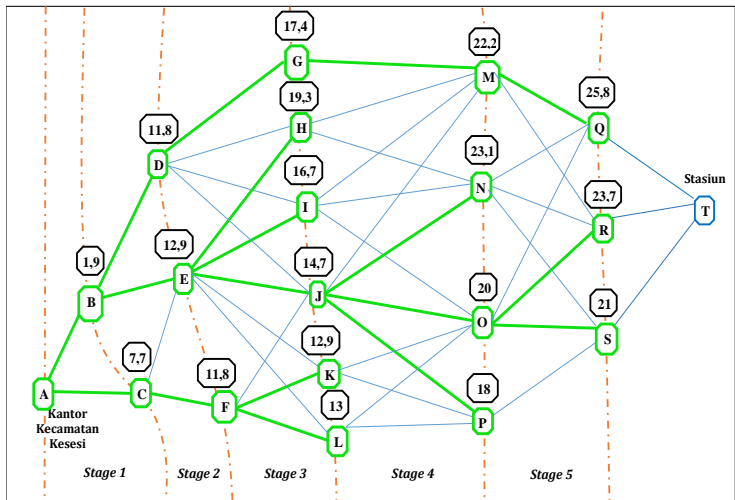 17,4
G
22,2
M
19,3
H
25,8
Q
11,8
D
16,7
I
23,1
N
Stasiun
T
23,7
R
12,9
E
1,9
B
14,7
J
20
O
21
S
7,7
C
11,8
F
12,9
K
13
L
18
P
A
Kantor
Kecamatan
Kesesi
Stage 1
Stage 2
Stage 3
Stage 4
Stage 5